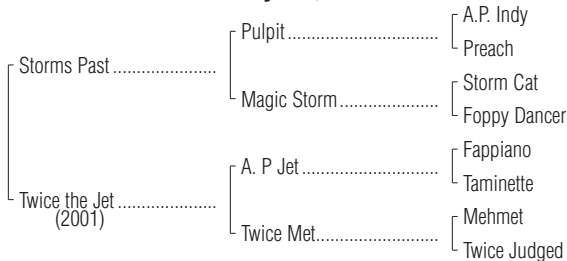 A.P. Indy
Pulpit
Preach
Storms Past
Storm Cat
Magic Storm
Foppy Dancer
Fappiano
A. P Jet
Taminette
Twice the Jet
(2001)
Mehmet
Twice Met
Twice Judged